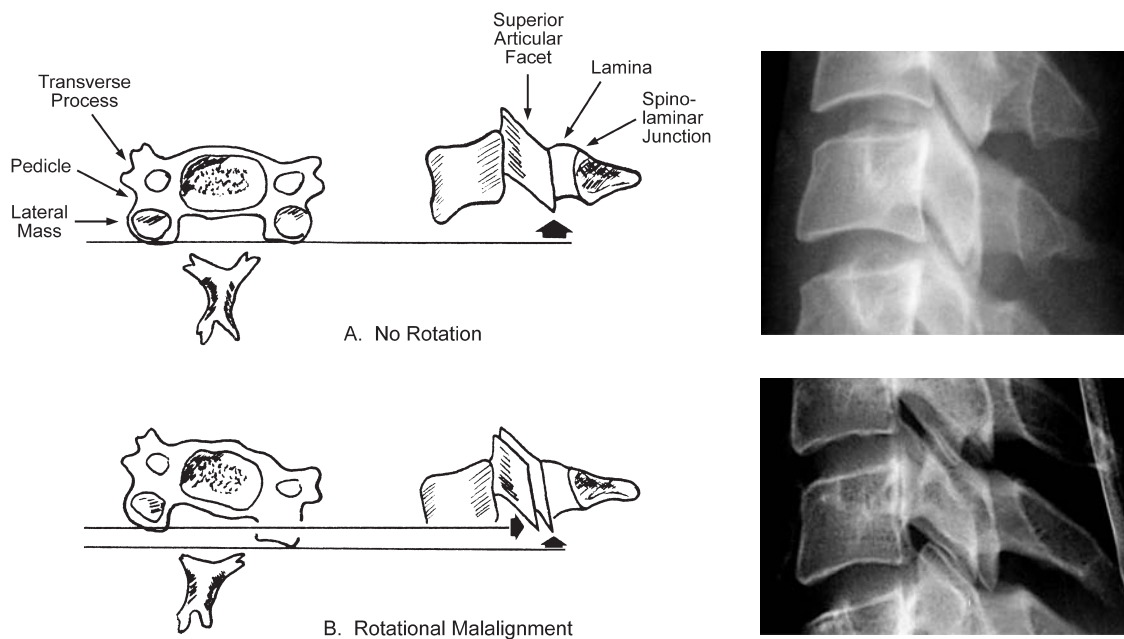 Superior
Articular
Facet
Lamina
Spino-
laminar
Junction
Transverse
Process
Pedicle
Lateral
Mass
A. No Rotation
B. Rotational Malalignment